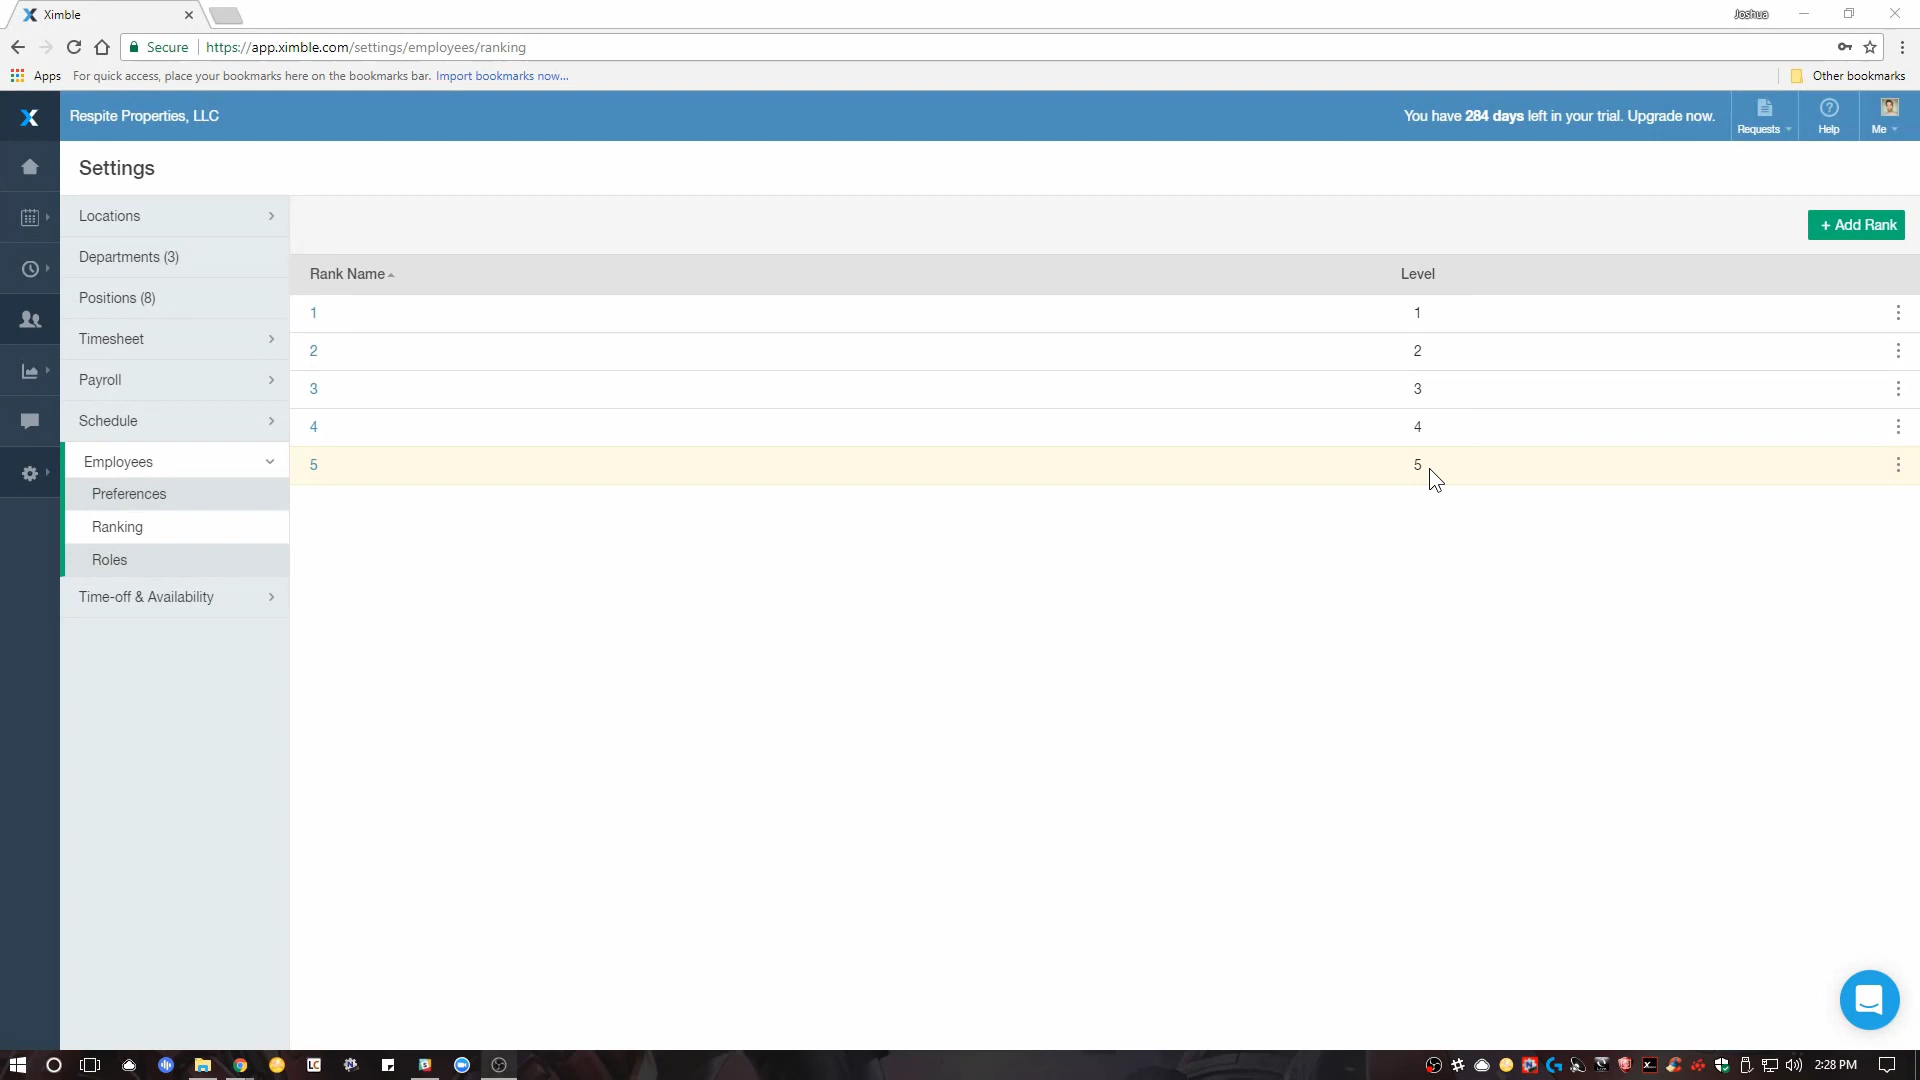 Ximble
Joshua
Secure
https://app.ximble.com/settings/employees/ranking
Apps
For quick access, place your bookmarks here on the bookmarks bar. Import bookmarks now...
Other bookmarks
Respite Properties, LLC
You have 284 days left in your trial. Upgrade now.
Requests
Help
Me
Settings
Locations
Departments (3)
Positions (8)
Timesheet
Payroll
Schedule
Employees
Preferences
Ranking
Roles
Time-off & Availability
+ Add Rank
Rank Name Level
1 1
2 2
3 3
4 4
5 5
LC
2:28 PM